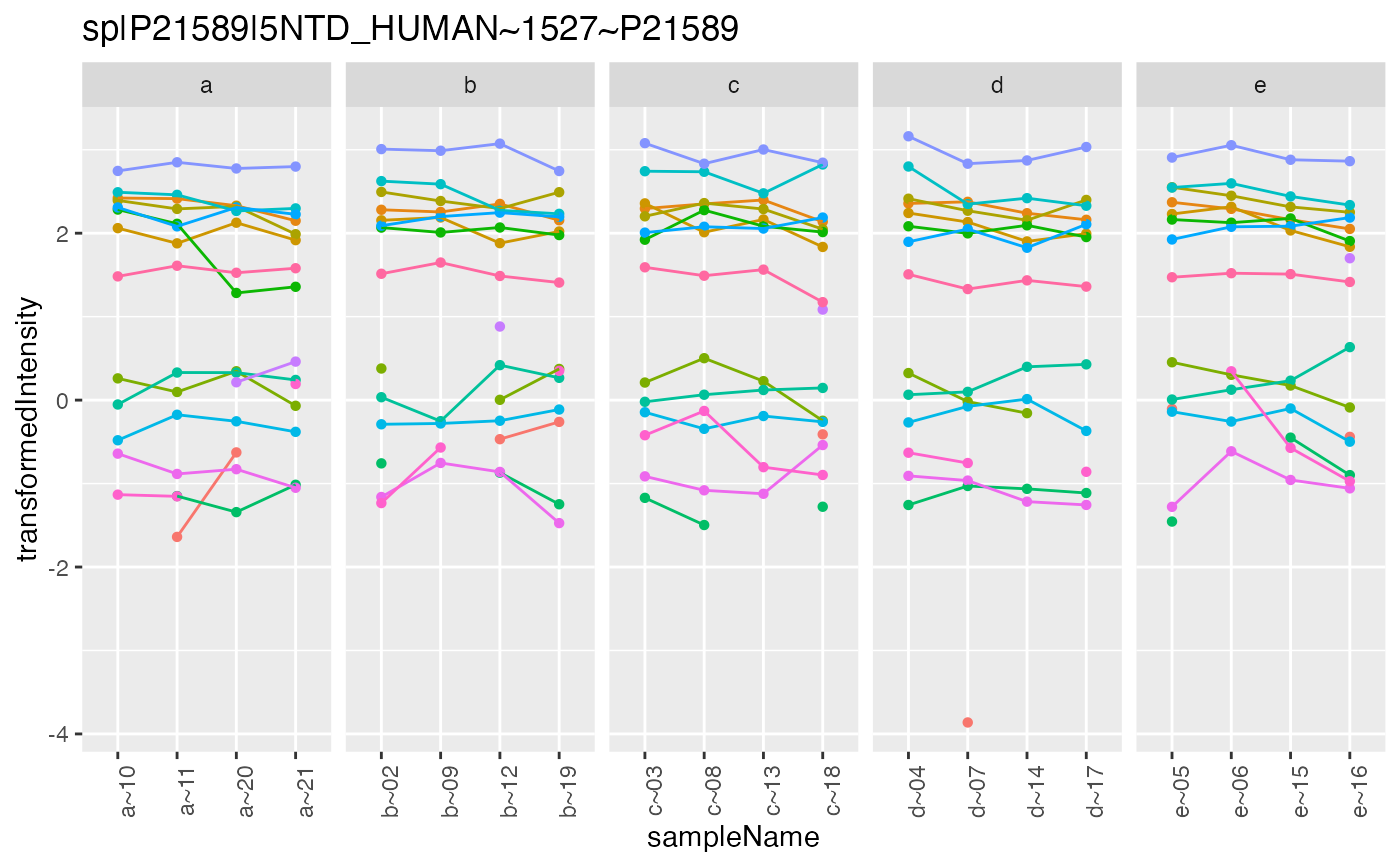 sp|P21589|5NTD_HUMAN~1527~P21589
a b c d e
transformedIntensity
2
0
-2
-4
a~10 a~11 a~20 a~21 b~02 b~09 b~12 b~19 c~03 c~08 c~13 c~18 d~04 d~07 d~14 d~17 e~05 e~06 e~15 e~16
sampleName